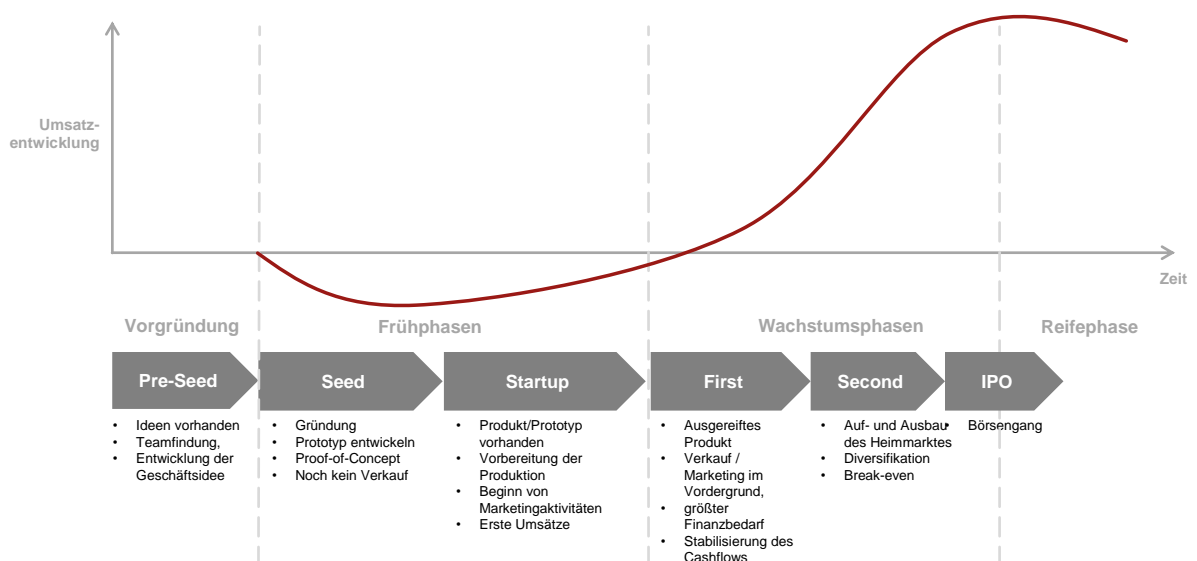 Umsatz-
entwicklung
Zeit
Vorgründung
Frühphasen
Wachstumsphasen
Reifephase
Pre-Seed
Seed
Startup
First
Second
IPO
• Ideen vorhanden
• Teamfindung,
• Entwicklung der
Geschäftsidee
• Gründung
• Prototyp entwickeln
• Proof-of-Concept
• Noch kein Verkauf
• Produkt/Prototyp
vorhanden
• Vorbereitung der
Produktion
• Beginn von
Marketingaktivitäten
• Erste Umsätze
• Ausgereiftes
Produkt
• Verkauf /
Marketing im
Vordergrund,
• größter
Finanzbedarf
• Stabilisierung des
Cashflows
• Auf- und Ausbau
des Heimmarktes
• Diversifikation
• Break-even
• Börsengang